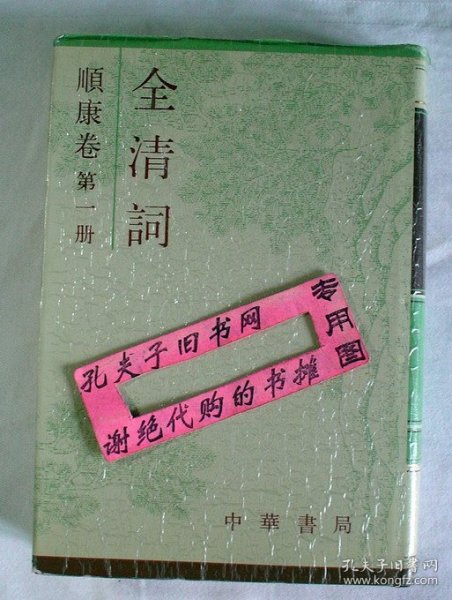 全清詞
順康卷 第一册
孔夫子旧书网
专用图
谢绝代购的书摊
中華書局
孔夫子旧书网
www.kongfz.com